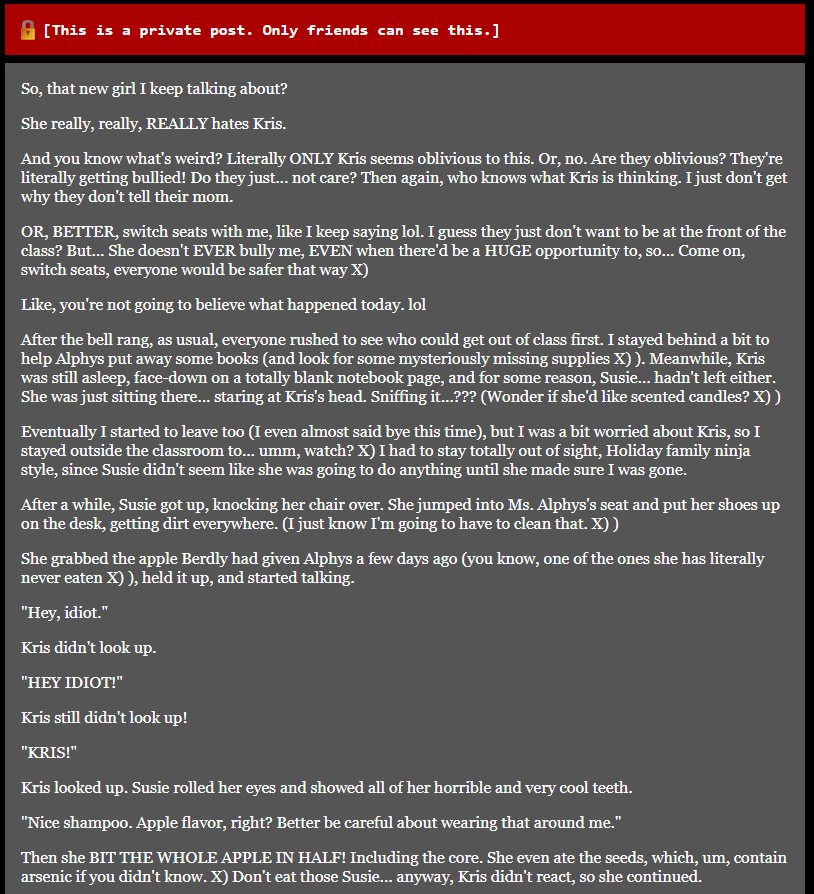 [This is a private post. Only friends can see this.]
So, that new girl I keep talking about?
She really, really, REALLY hates Kris.
And you know what's weird? Literally ONLY Kris seems oblivious to this. Or, no. Are they oblivious? They're
literally getting bullied! Do they just... not care? Then again, who knows what Kris is thinking. I just don't get
why they don't tell their mom.
OR, BETTER, switch seats with me, like I keep saying lol. I guess they just don't want to be at the front of the
class? But... She doesn't EVER bully me, EVEN when there'd be a HUGE opportunity to, so... Come on,
switch seats, everyone would be safer that way X)
Like, you're not going to believe what happened today. lol
After the bell rang, as usual, everyone rushed to see who could get out of class first. I stayed behind a bit to
help Alphys put away some books (and look for some mysteriously missing supplies X) ). Meanwhile, Kris
was still asleep, face-down on a totally blank notebook page, and for some reason, Susie... hadn't left either.
She was just sitting there... staring at Kris's head. Sniffing it...??? (Wonder if she'd like scented candles? X) )
Eventually I started to leave too (I even almost said bye this time), but I was a bit worried about Kris, so I
stayed outside the classroom to... umm, watch? X) I had to stay totally out of sight, Holiday family ninja
style, since Susie didn't seem like she was going to do anything until she made sure I was gone.
After a while, Susie got up, knocking her chair over. She jumped into Ms. Alphys's seat and put her shoes up
on the desk, getting dirt everywhere. (I just know I'm going to have to clean that. X) )
She grabbed the apple Berdly had given Alphys a few days ago (you know, one of the ones she has literally
never eaten X) ), held it up, and started talking.
"Hey, idiot."
Kris didn't look up.
"HEY IDIOT!"
Kris still didn't look up!
"KRIS!"
Kris looked up. Susie rolled her eyes and showed all of her horrible and very cool teeth.
"Nice shampoo. Apple flavor, right? Better be careful about wearing that around me."
Then she BIT THE WHOLE APPLE IN HALF! Including the core. She even ate the seeds, which, um, contain
arsenic if you didn't know. X) Don't eat those Susie... anyway, Kris didn't react, so she continued.